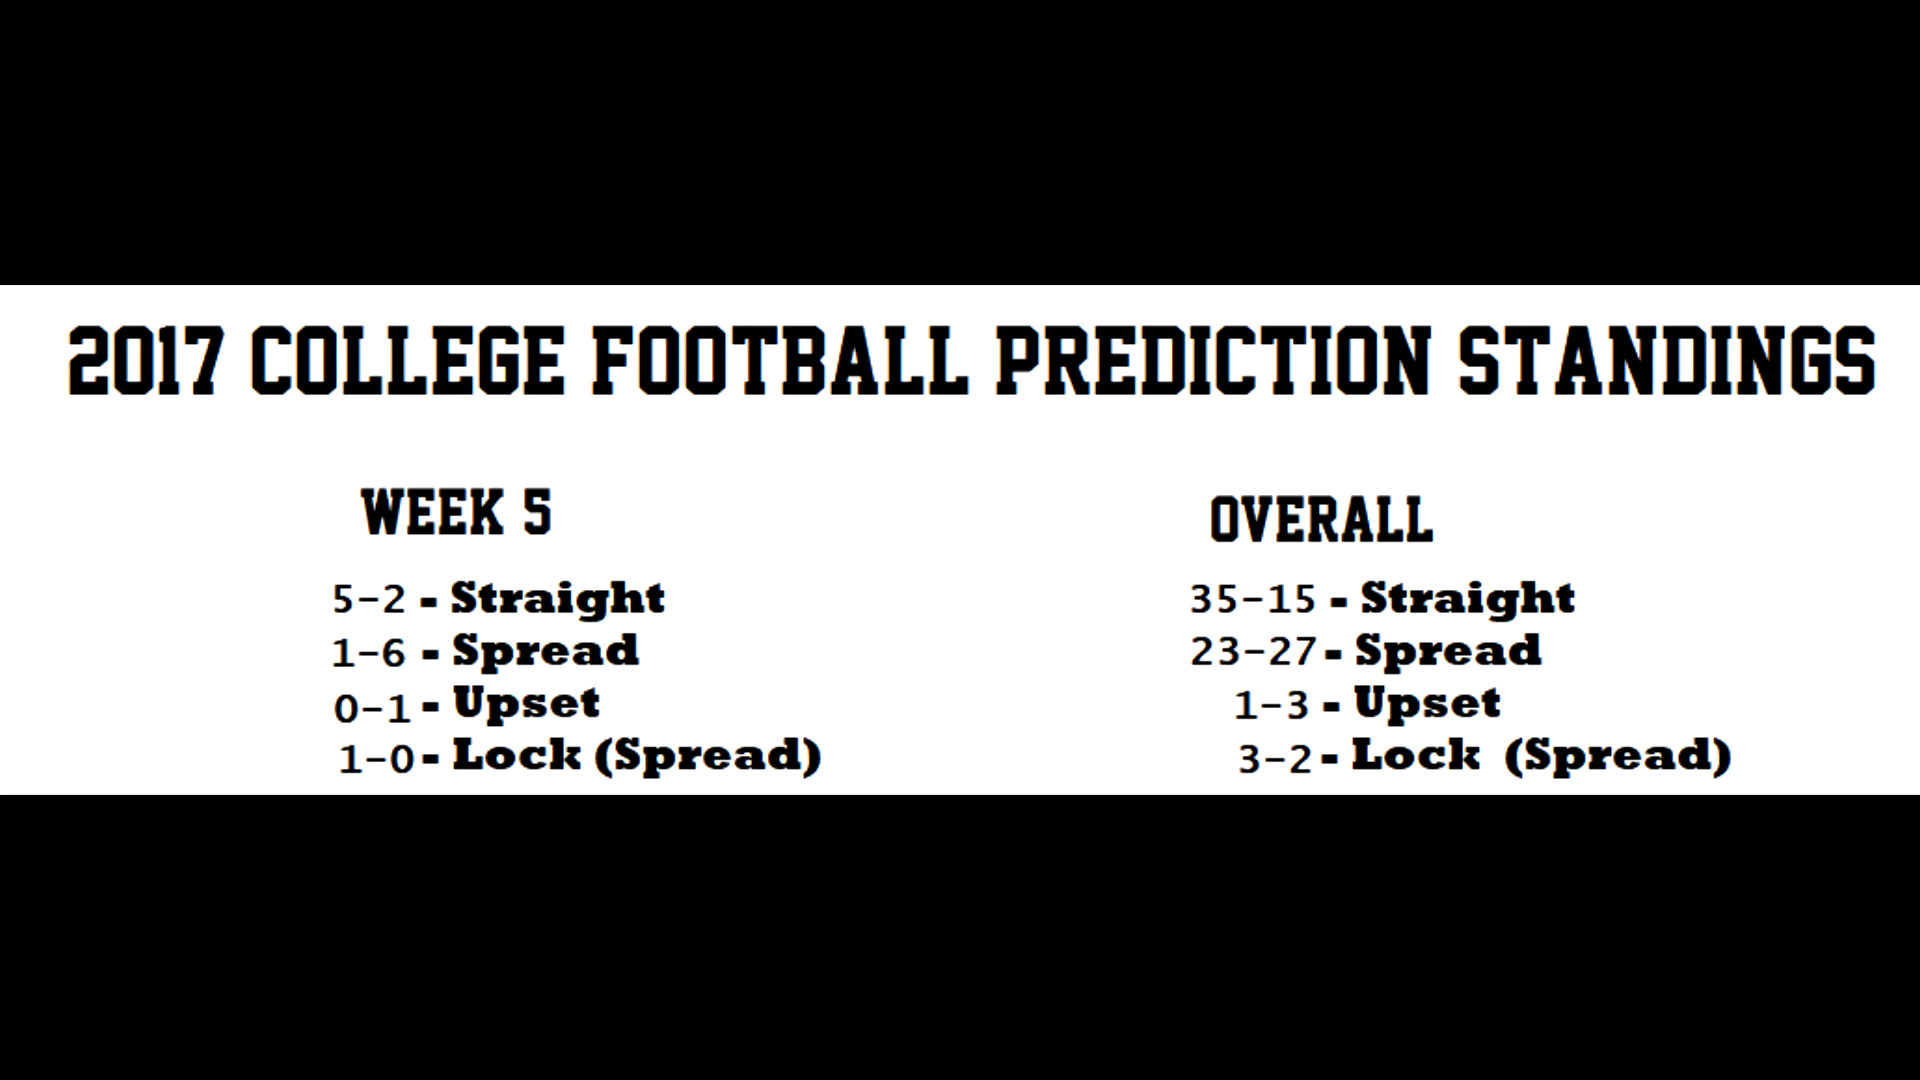 2017 COLLEGE FOOTBALL PREDICTION STANDINGS
WEEK 5
5-2 - Straight
1-6 - Spread
0-1 - Upset
1-0 - Lock (Spread)
OVERALL
35-15 - Straight
23-27 - Spread
1-3 - Upset
3-2 - Lock (Spread)